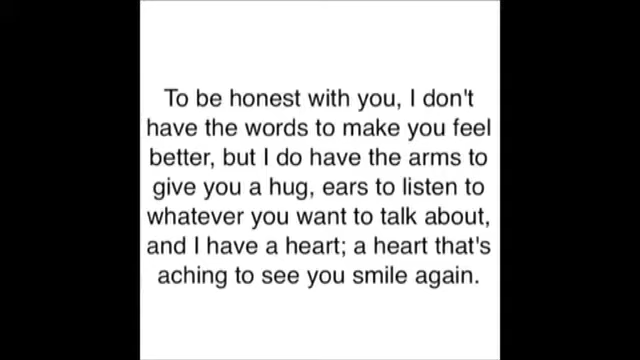 To be honest with you, I don't
have the words to make you feel
better, but I do have the arms to
give you a hug, ears to listen to
whatever you want to talk about,
and I have a heart; a heart that's
aching to see you smile again.